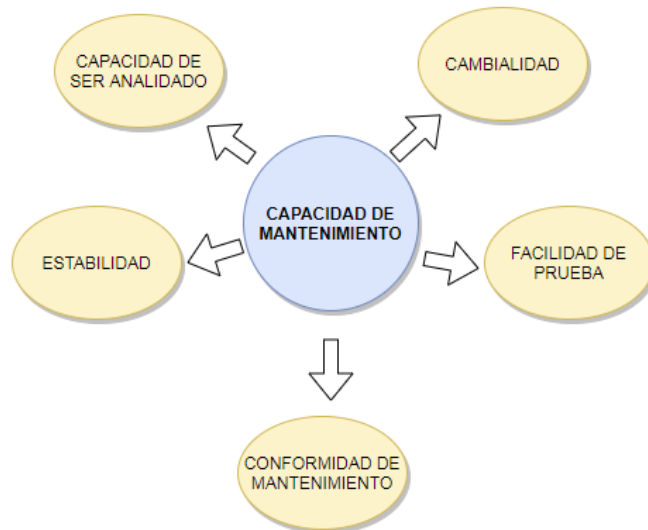 CAPACIDAD DE
SER ANALIDADO
CAMBIALIDAD
CAPACIDAD DE
MANTENIMIENTO
ESTABILIDAD
FACILIDAD DE
PRUEBA
CONFORMIDAD DE
MANTENIMIENTO